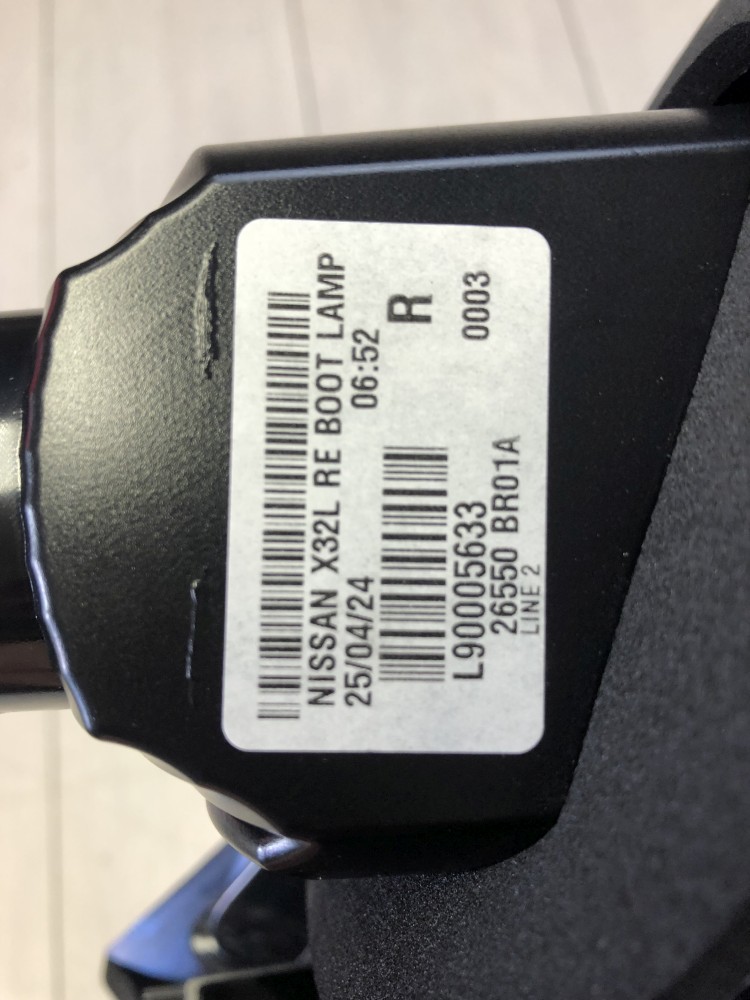 NISSAN X32L RE BOOT LAMP
25/04/24 06:52
R
L90005633
26550 BR01A 0003
LINE 2